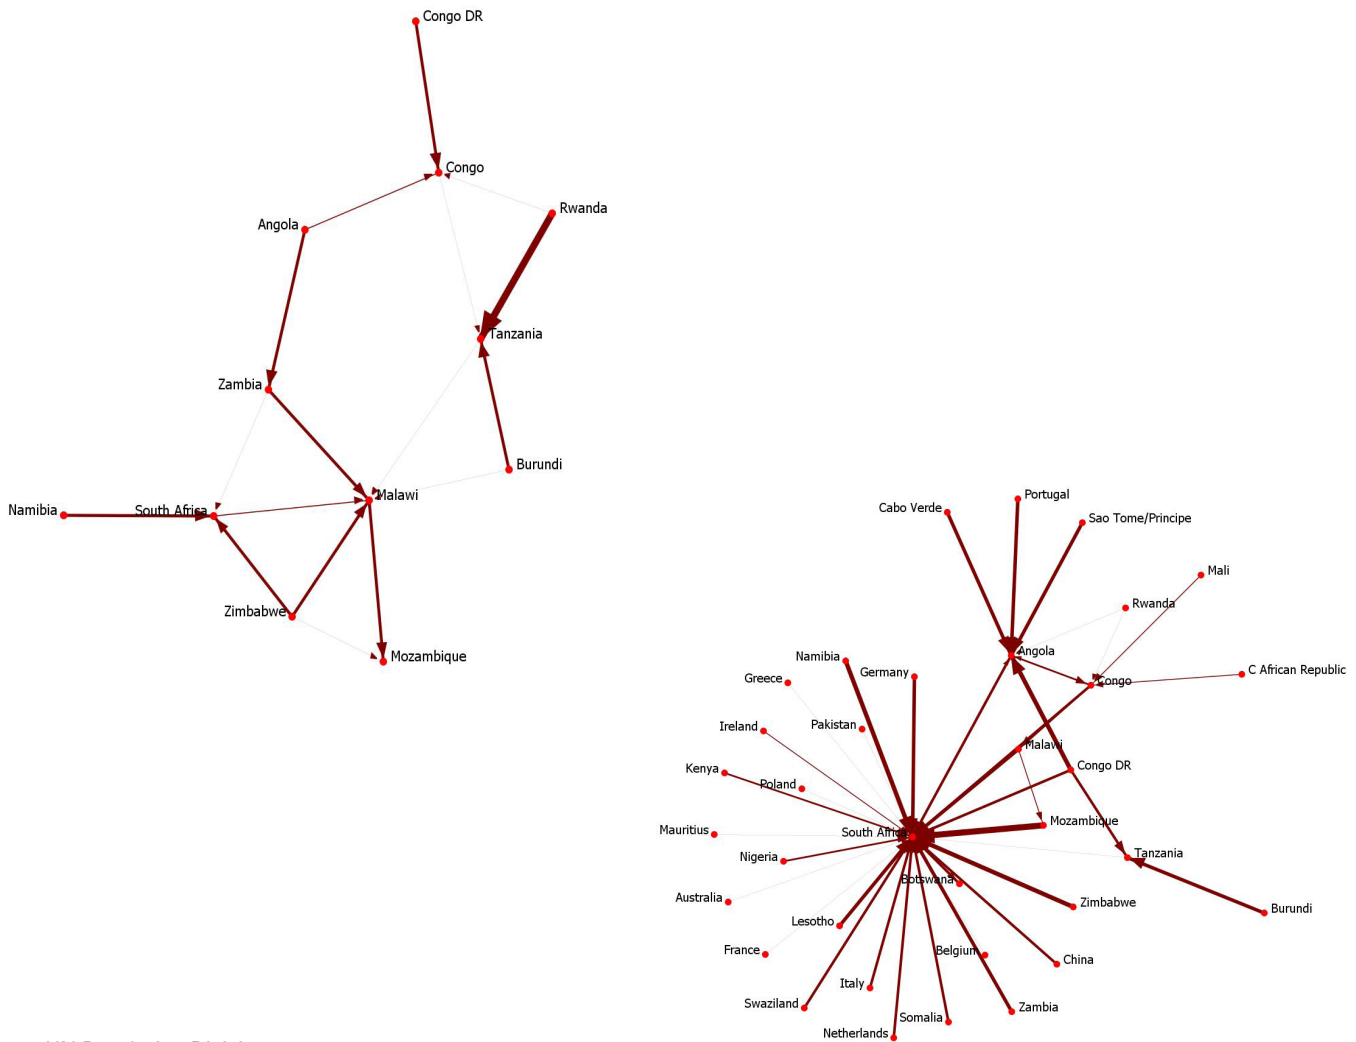 Congo DR
Congo
Rwanda
Angola
Tanzania
Zambia
Burundi
Malawi
Namibia
South Africa
Zimbabwe
Mozambique
Portugal
Cabo Verde
Sao Tome/Principe
Mali
Rwanda
Angola
Namibia
Germany
C African Republic
Greece
Congo
Ireland
Pakistan
Malawi
Kenya
Congo DR
Poland
Mozambique
Mauritius
South Africa
Nigeria
Tanzania
Botswana
Australia
Zimbabwe
Burundi
Lesotho
France
Belgium
China
Italy
Swaziland
Zambia
Somalia
Netherlands